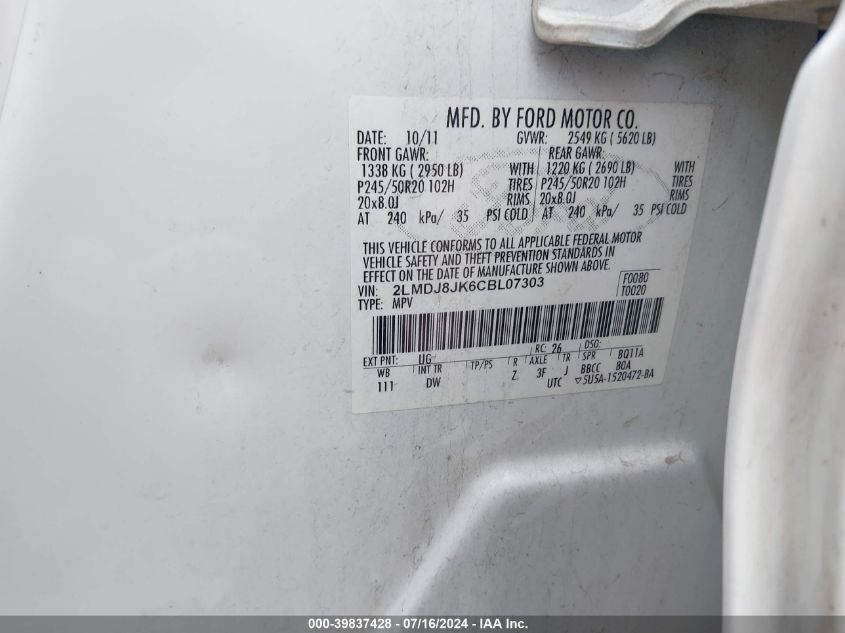 MFD. BY FORD MOTOR CO.
DATE: 10/11 GVWR: 2549 KG ( 5620 LB)
FRONT GAWR: REAR GAWR:
1338 KG ( 2950 LB) WITH 1220 KG ( 2690 LB) WITH
P245/50R20 102H TIRES P245/50R20 102H TIRES
20x8.0J RIMS 20x8.0J RIMS
AT 240 kPa/ 35 PSI COLD AT 240 kPa/ 35 PSI COLD
THIS VEHICLE CONFORMS TO ALL APPLICABLE FEDERAL MOTOR
VEHICLE SAFETY AND THEFT PREVENTION STANDARDS IN
EFFECT ON THE DATE OF MANUFACTURE SHOWN ABOVE.
VIN: 2LMDJ8JK6CBL07303 F0080
TYPE: MPV T0020
EXT PNT: UG RC: 26 DSO:
WB INT TR TP/PS R AXLE TR SPR BQ11A
111 DW Z 3F J BBCC 80A
UTC ▽5U5A-1520472-BA
000-39837428 - 07/16/2024 - IAA Inc.